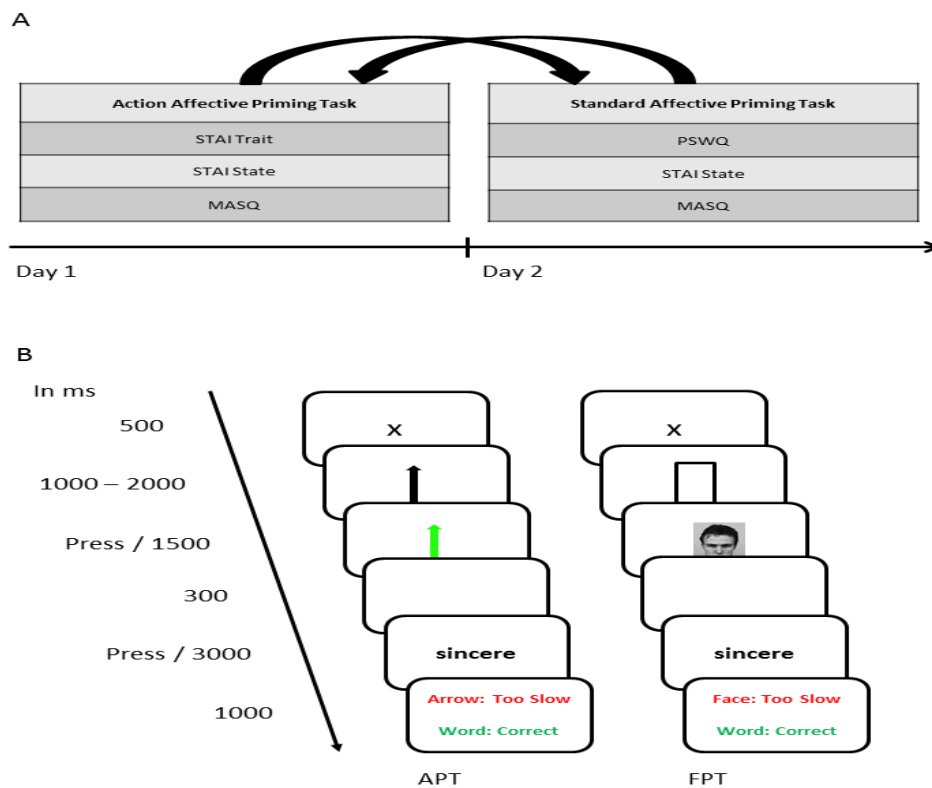 A
Action Affective Priming Task
STAI Trait
STAI State
MASQ
Standard Affective Priming Task
PSWQ
STAI State
MASQ
Day 1
Day 2
B
In ms
500
1000 – 2000
Press / 1500
300
Press / 3000
1000
x
sincere
Arrow: Too Slow
Word: Correct
APT
x
sincere
Face: Too Slow
Word: Correct
FPT